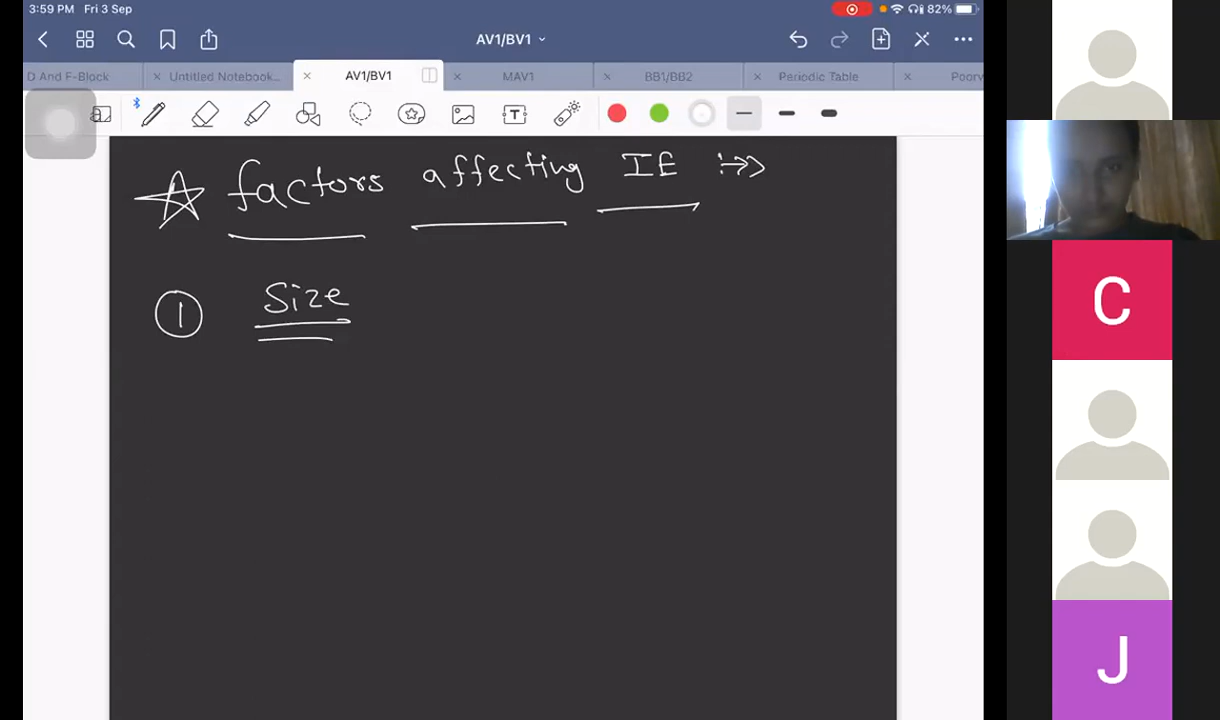 3:59 PM Fri 3 Sep
82%
AV1/BV1
D And F-Block
Untitled Notebook...
AV1/BV1
MAV1
BB1/BB2
Periodic Table
Poorv
T
☆ factors affecting IE :→>>
① Size
C
J